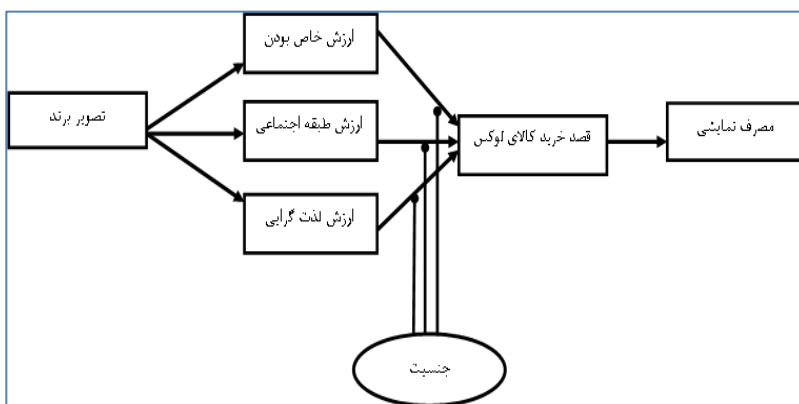 ارزش خاص بودن
تصویر برند
ارزش طبقه اجتماعی
قصد خرید کالای لوکس
مصرف نمایشی
ارزش لذت گرایی
جنسیت